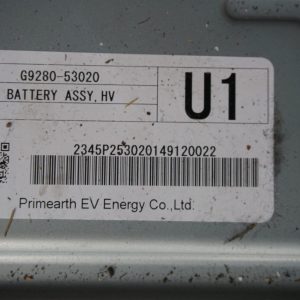 G9280-53020
BATTERY ASSY, HV
U1
2345P253020149120022
Primearth EV Energy Co.,Ltd.